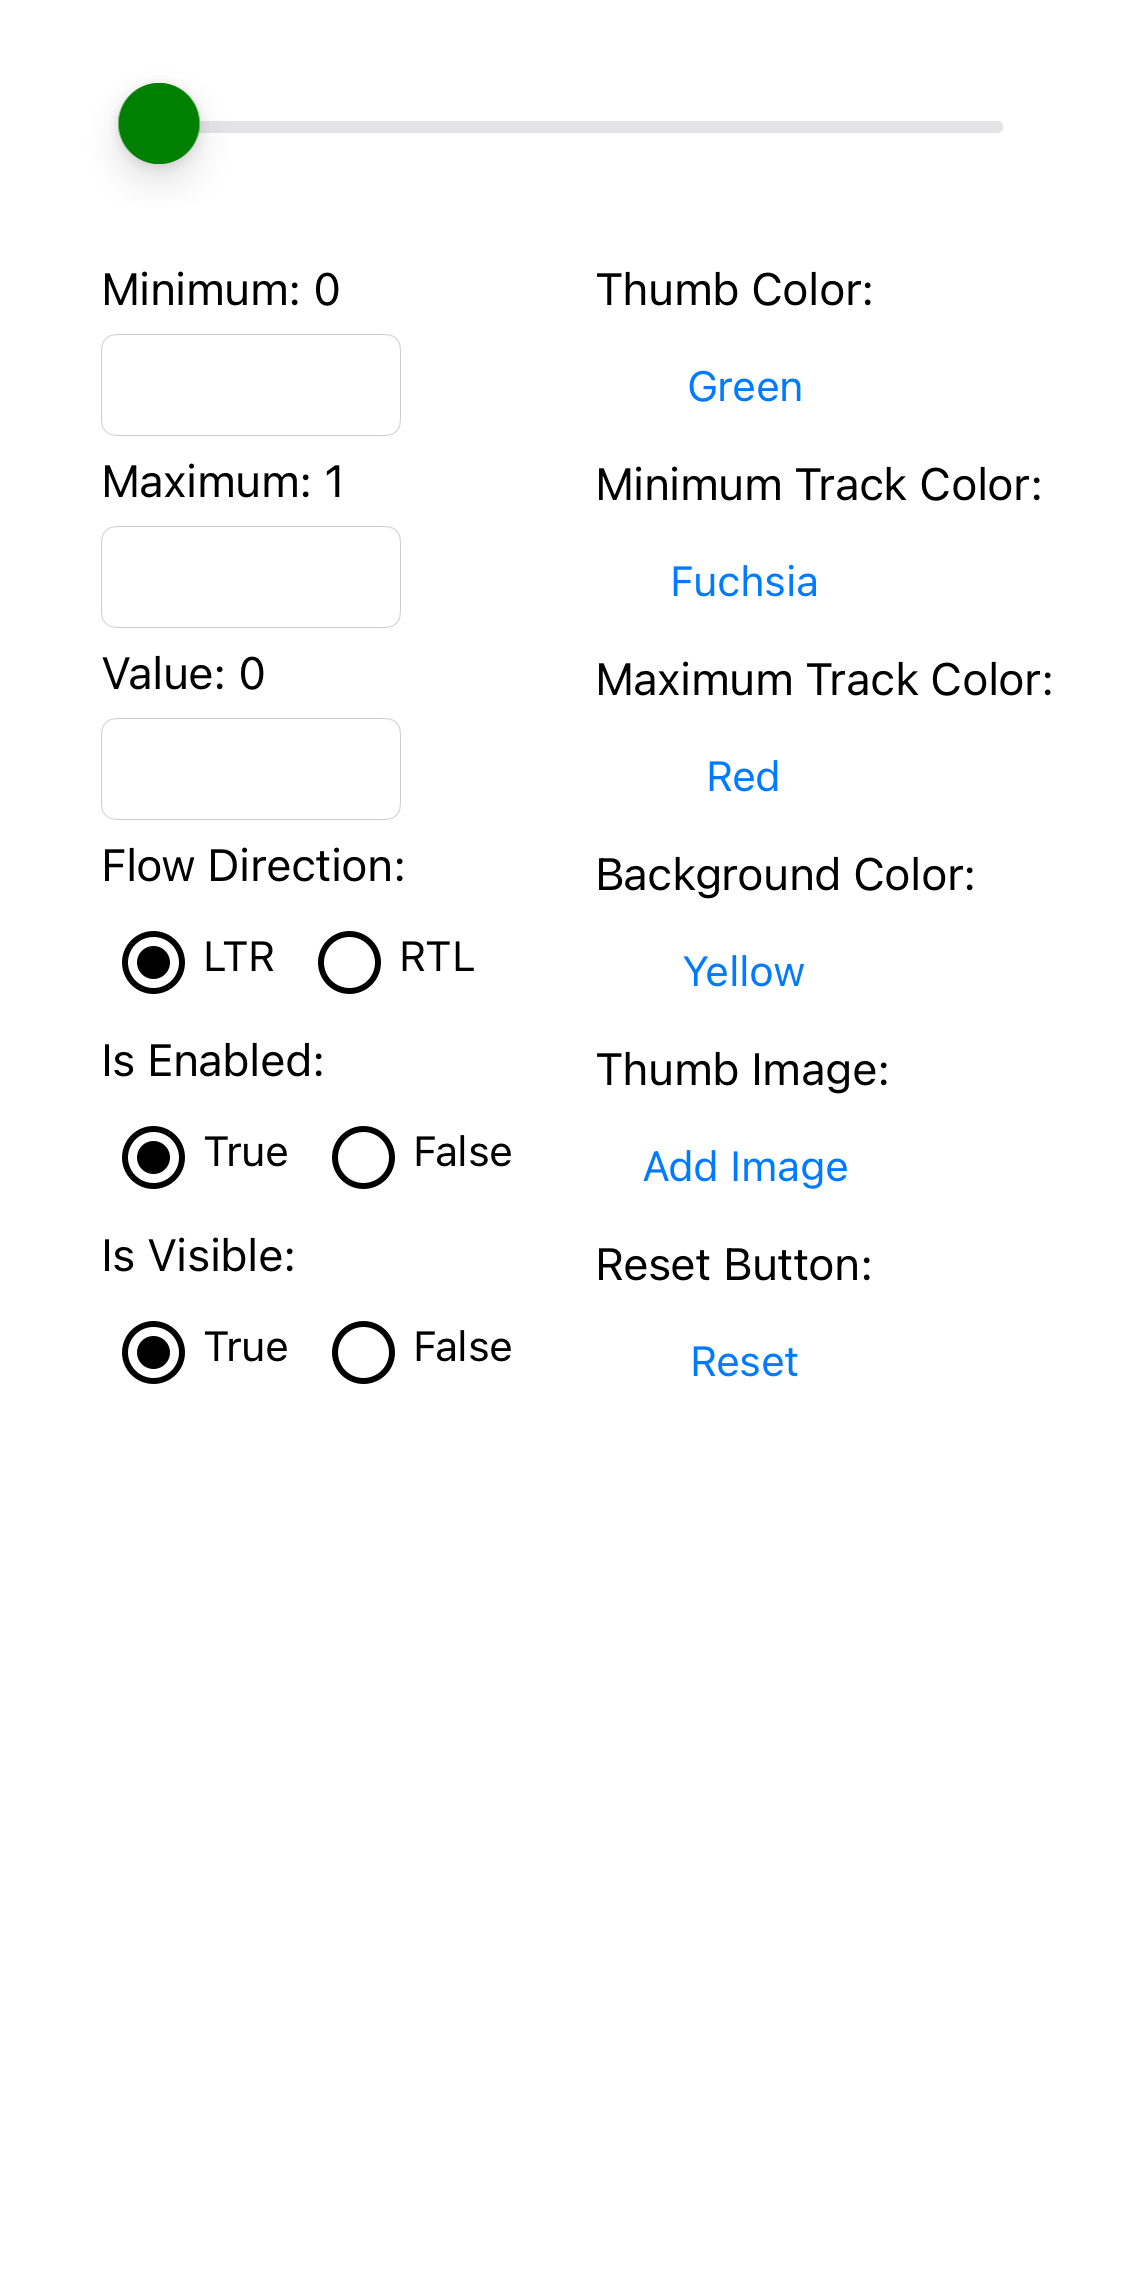 Minimum: 0
Maximum: 1
Value: 0
Flow Direction:
LTR
RTL
Is Enabled:
True
False
Is Visible:
True
False
Thumb Color:
Green
Minimum Track Color:
Fuchsia
Maximum Track Color:
Red
Background Color:
Yellow
Thumb Image:
Add Image
Reset Button:
Reset